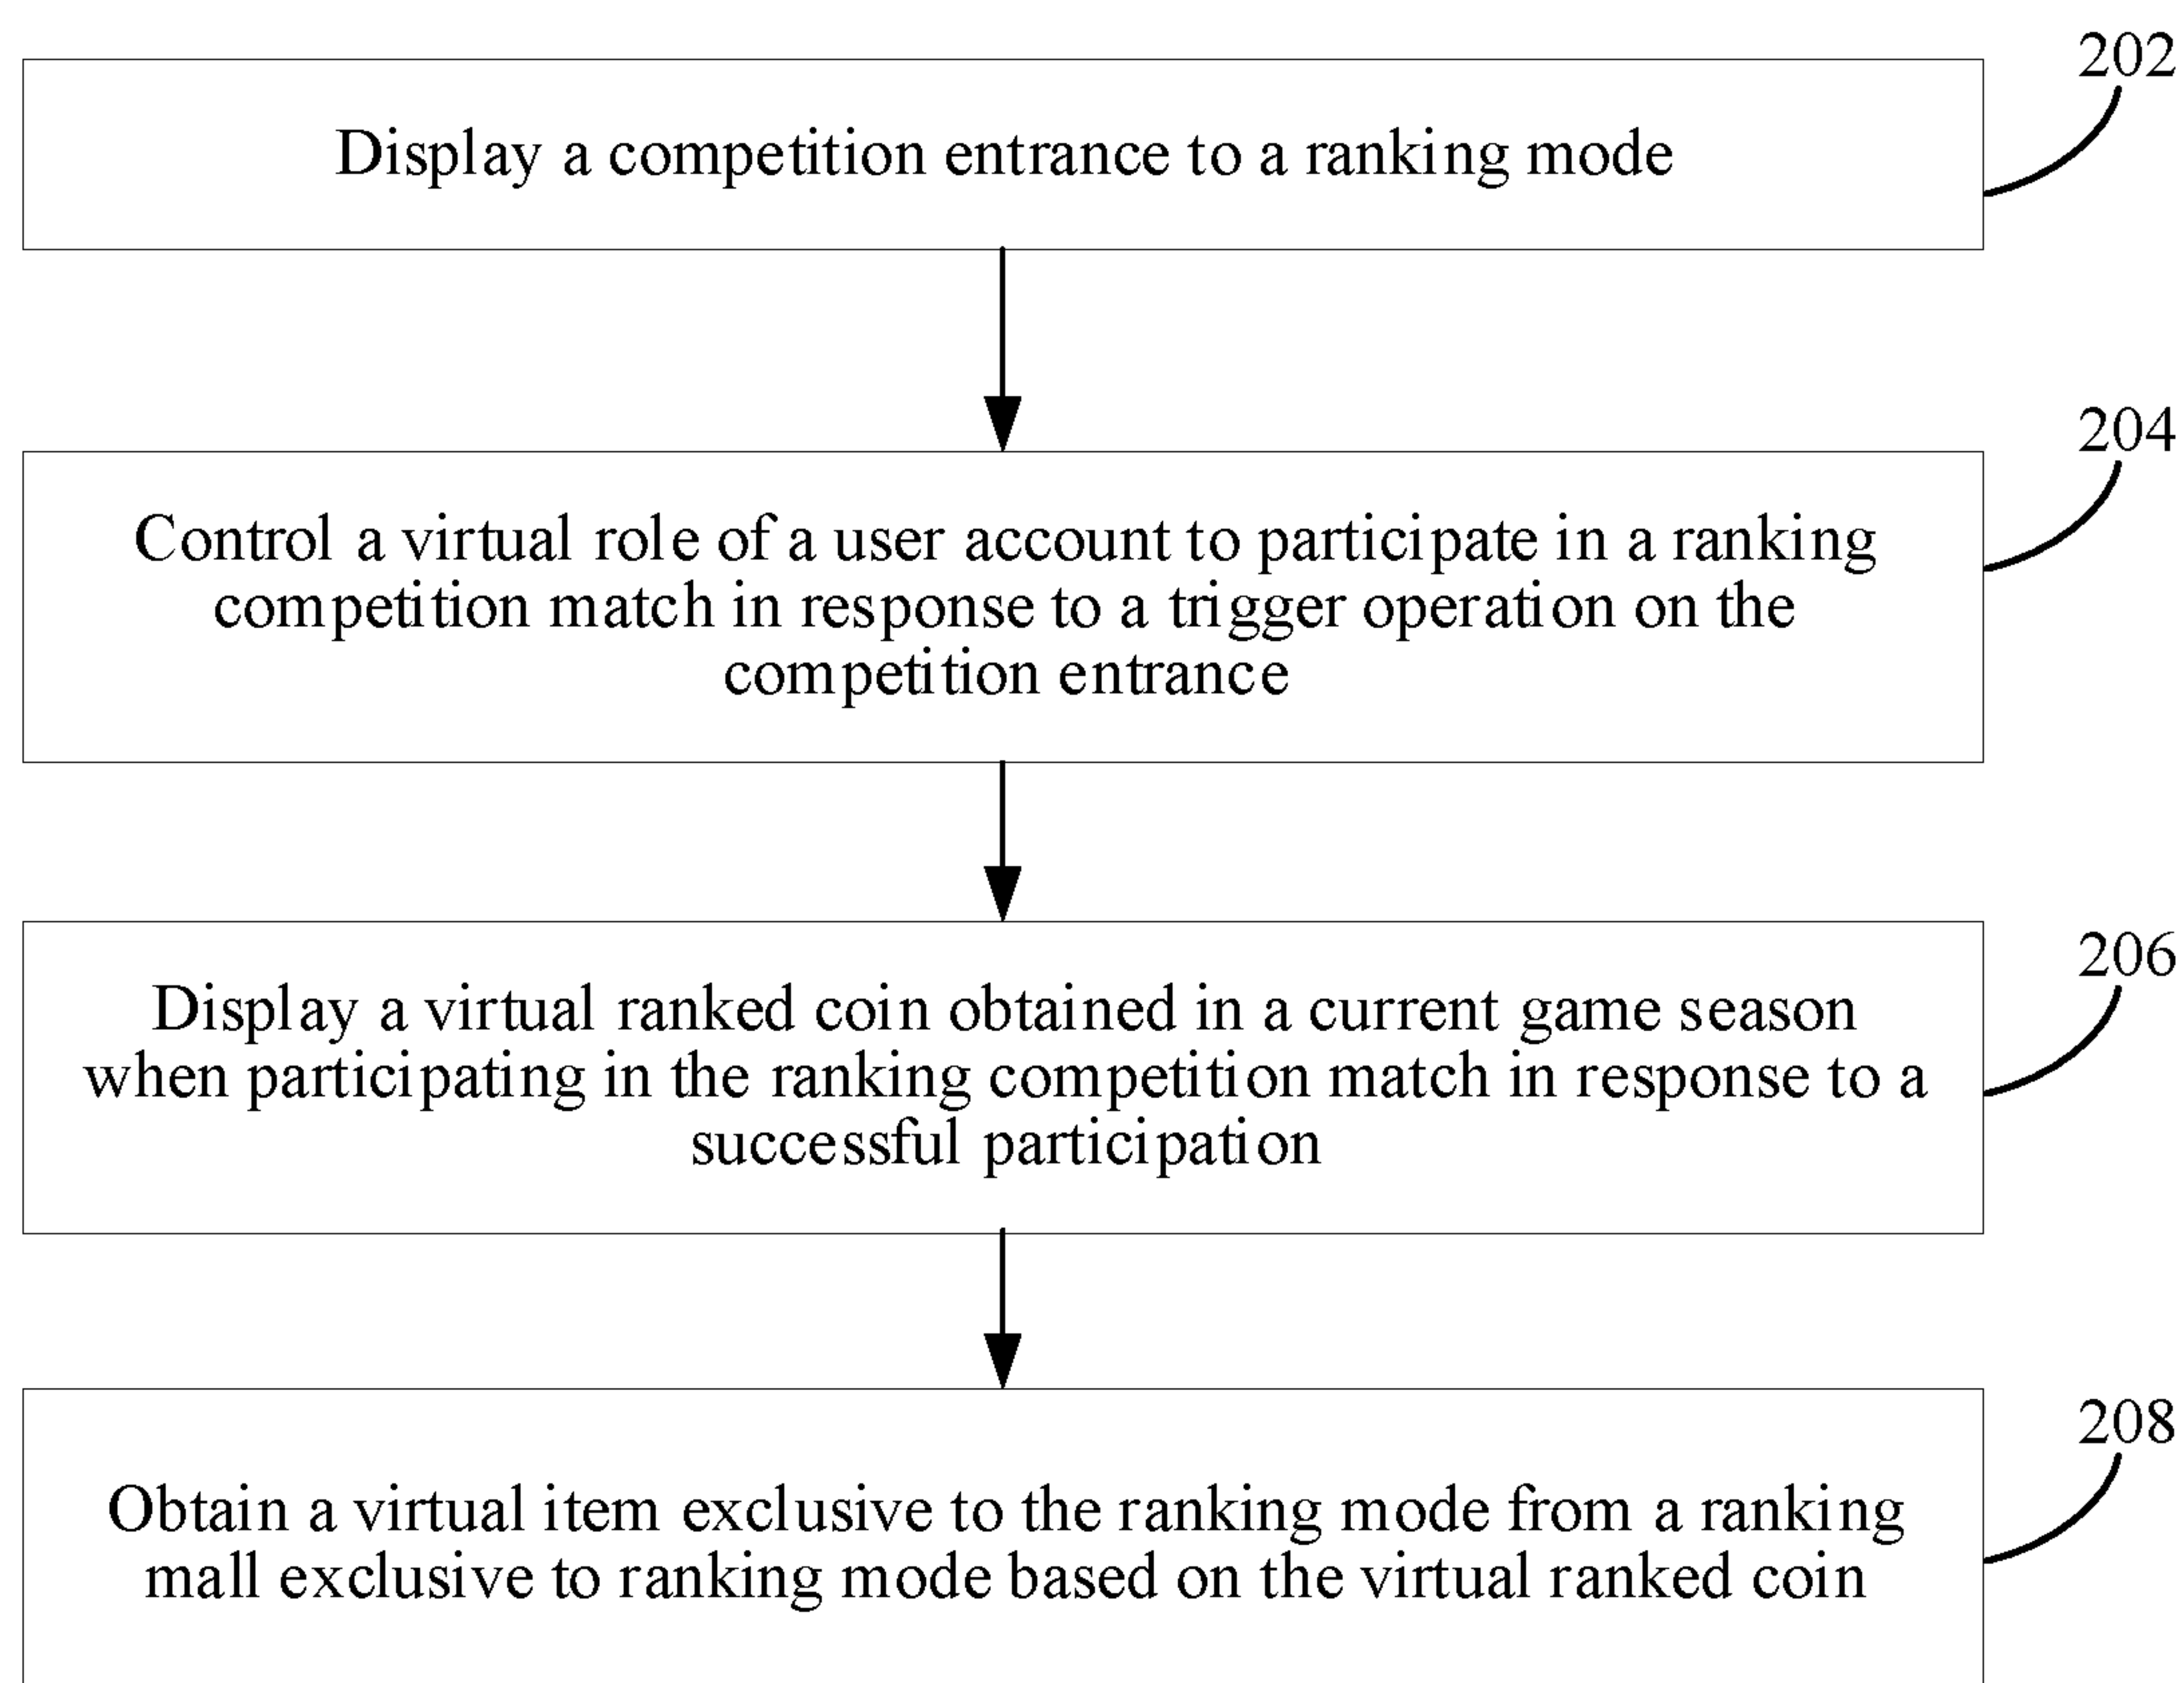 202
Display a competition entrance to a ranking mode
204
Control a virtual role of a user account to participate in a ranking
competition match in response to a trigger operation on the
competition entrance
206
Display a virtual ranked coin obtained in a current game season
when participating in the ranking competition match in response to a
successful participation
208
Obtain a virtual item exclusive to the ranking mode from a ranking
mall exclusive to ranking mode based on the virtual ranked coin